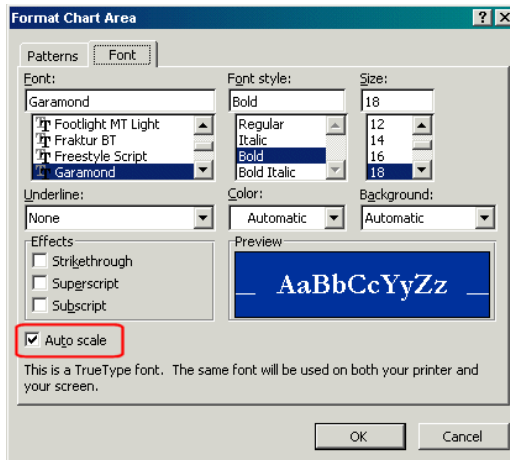 Format Chart Area
Patterns Font
Font: Font style: Size:
Garamond Bold 18
Footlight MT Light Regular 12
Fraktur BT Italic 14
Freestyle Script Bold 16
Garamond Bold Italic 18
Underline: Color: Background:
None Automatic Automatic
Effects Preview
Strikethrough
Superscript AaBbCcYyZz
Subscript
Auto scale
This is a TrueType font. The same font will be used on both your printer and
your screen.
OK Cancel